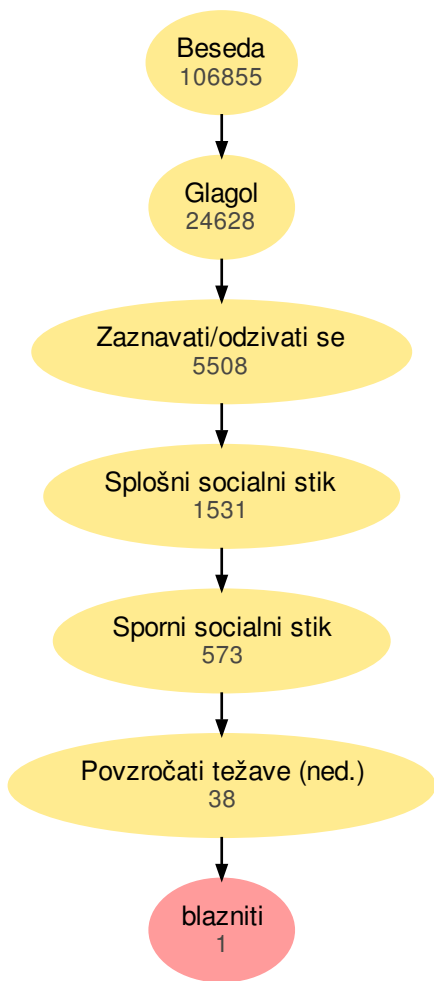 Beseda
106855
Glagol
24628
Zaznavati/odzivati se
5508
Splošni socialni stik
1531
Sporni socialni stik
573
Povzročati težave (ned.)
38
blazniti
1